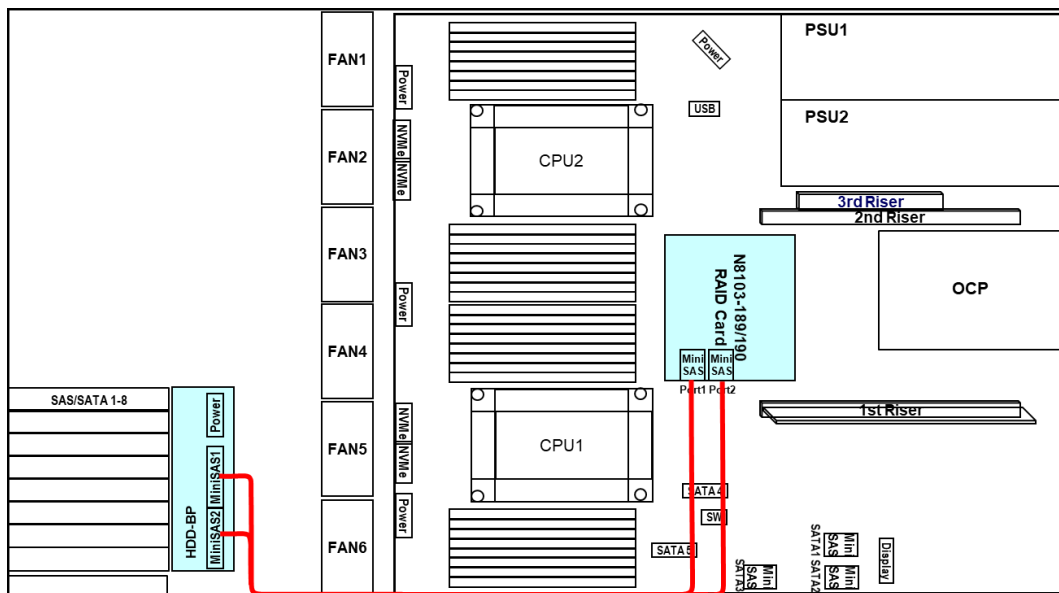 FAN1
Power
Power
PSU1
USB
PSU2
FAN2
NVMe
NVMe
CPU2
3rd Riser
2nd Riser
FAN3
N8103-189/190
RAID Card
OCP
Power
FAN4
Mini
SAS
Mini
SAS
Port1
Port2
SAS/SATA 1-8
Power
1st Riser
FAN5
NVMe
NVMe
CPU1
MiniSAS1
MiniSAS2
HDD-BP
SATA4
Power
SW
FAN6
SATA5
SATA1
Mini
SAS
Display
SATA3
Mini
SAS
SATA2
Mini
SAS